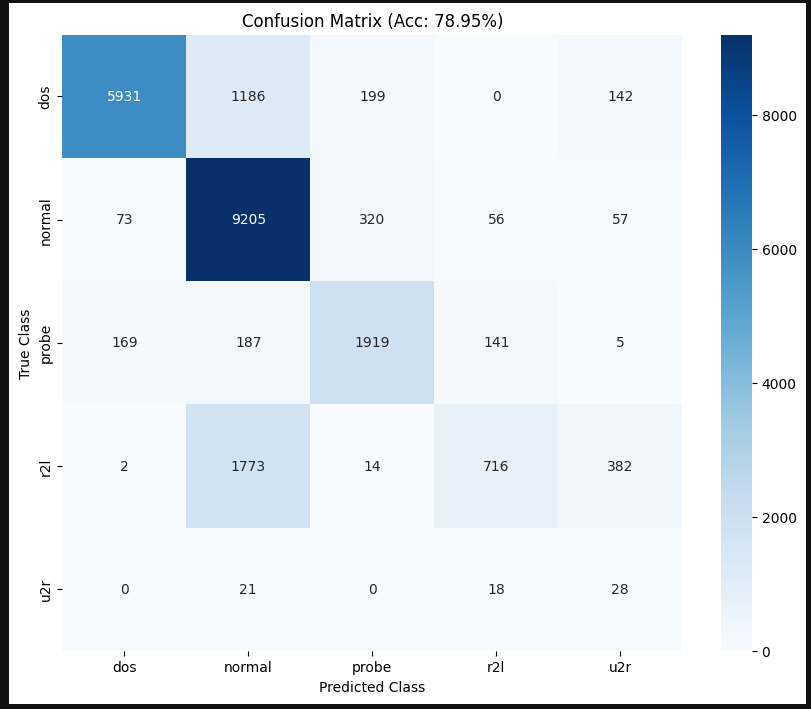 Confusion Matrix (Acc: 78.95%)
dos 5931 1186 199 0 142
normal 73 9205 320 56 57
probe 169 187 1919 141 5
r2l 2 1773 14 716 382
u2r 0 21 0 18 28
dos normal probe r2l u2r
Predicted Class
True Class
8000
6000
4000
2000
0